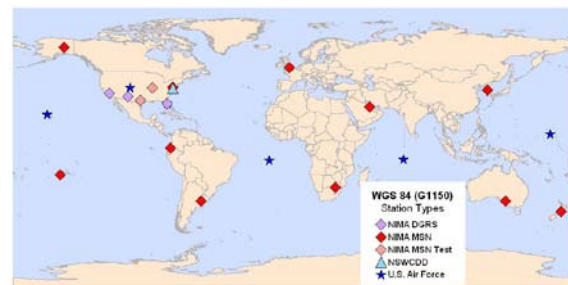 WGS 84 (G1150)
Station Types
NIMA DGRS
NIMA MSN
NIMA MSN Test
NSWCDD
U.S. Air Force